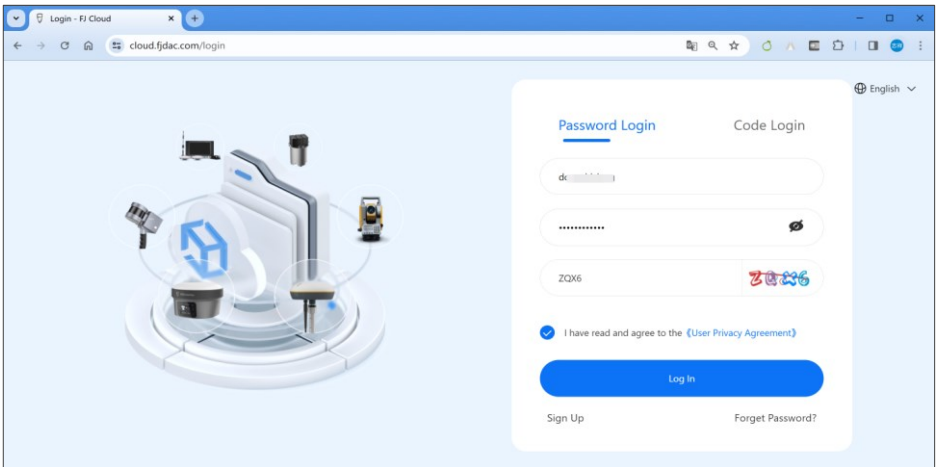 Login - FJ Cloud
cloud.fjdac.com/login
English
Password Login
Code Login
ZQX6
ZQX6
I have read and agree to the 《User Privacy Agreement》
Log In
Sign Up
Forget Password?